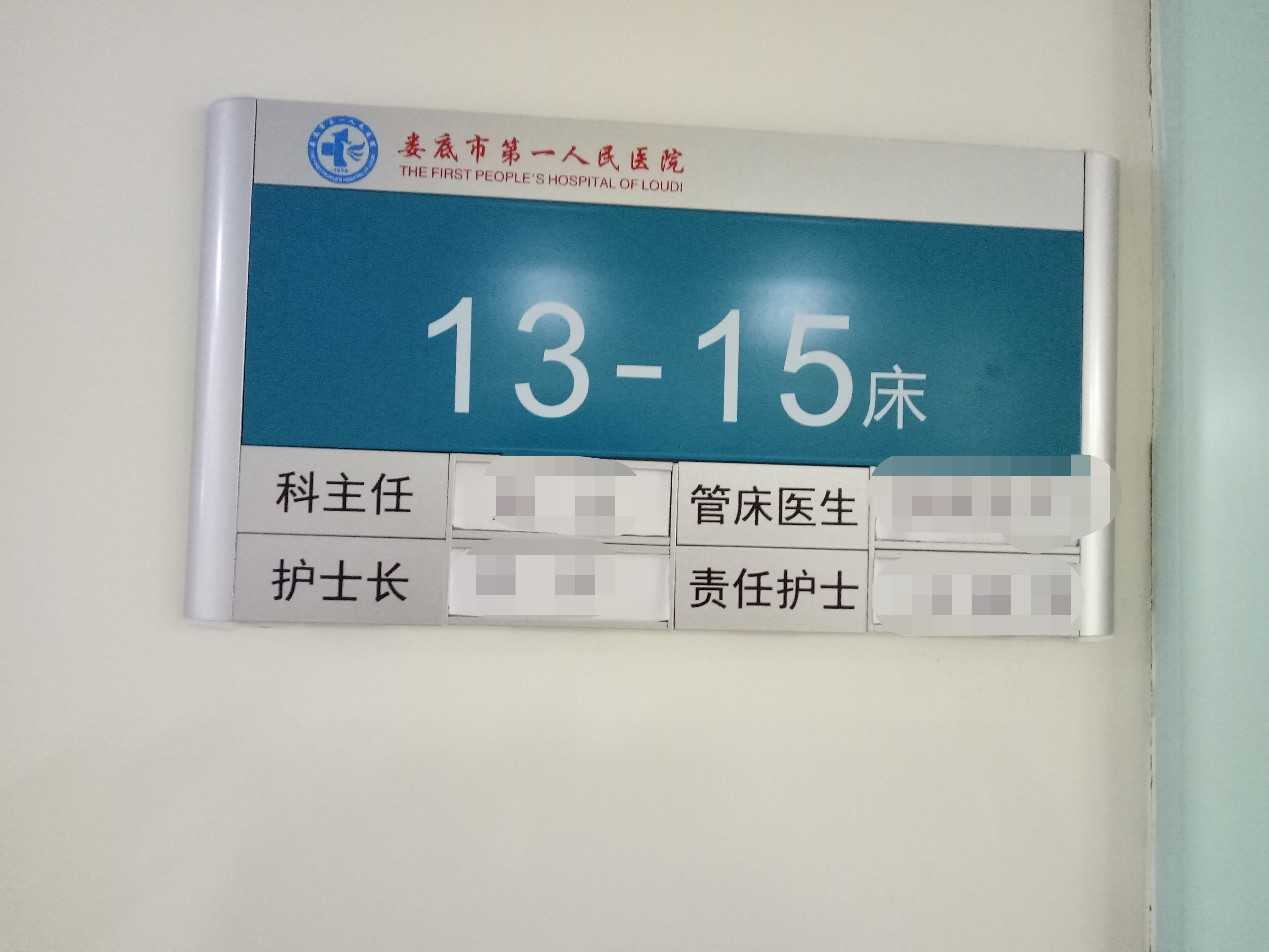 娄底市第一人民医院
THE FIRST PEOPLE'S HOSPITAL OF LOUDI
13-15床
科主任 管床医生
护士长 责任护士